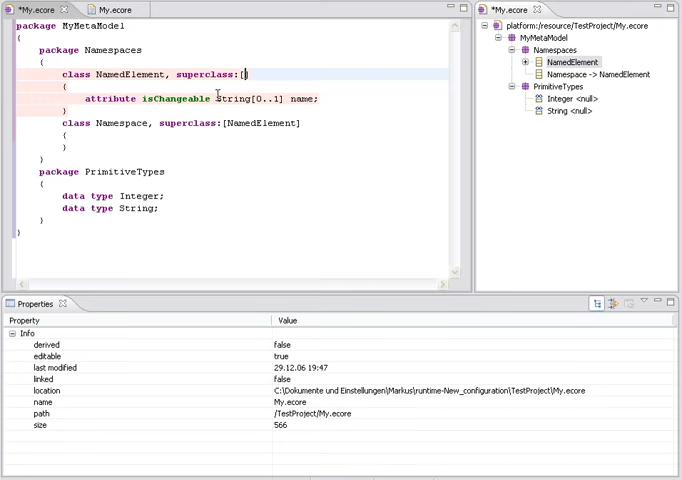 *My.ecore
My.ecore
package MyMetaModel
{
package Namespaces
{
class NamedElement, superclass:[]
{
attribute isChangeable String[0..1] name;
}
class Namespace, superclass:[NamedElement]
{
}
}
package PrimitiveTypes
{
data type Integer;
data type String;
}
}
*My.ecore
platform:/resource/TestProject/My.ecore
MyMetaModel
Namespaces
NamedElement
Namespace -> NamedElement
PrimitiveTypes
Integer <null>
String <null>
Properties
Property Value
Info
derived false
editable true
last modified 29.12.06 19:47
linked false
location C:\Dokumente und Einstellungen\Markus\runtime-New_configuration\TestProject\My.ecore
name My.ecore
path /TestProject/My.ecore
size 566